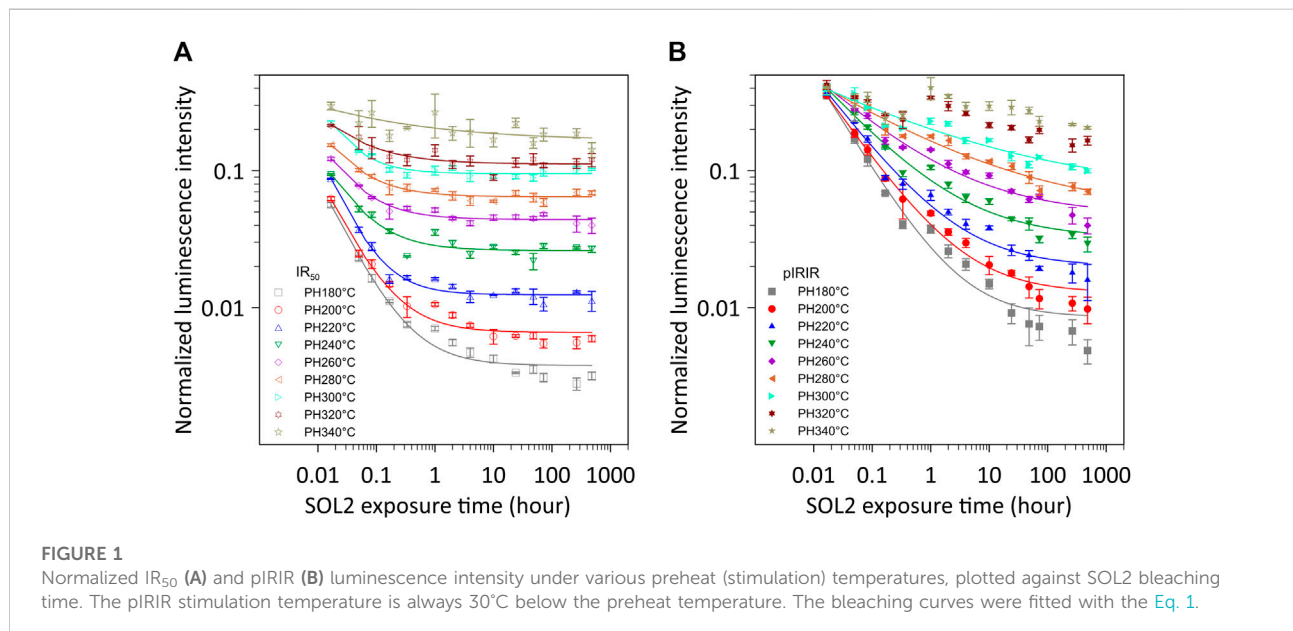 A
Normalized luminescence intensity
0.1
0.01
IR50
PH180°C
PH200°C
PH220°C
PH240°C
PH260°C
PH280°C
PH300°C
PH320°C
PH340°C
0.01 0.1 1 10 100 1000
SOL2 exposure time (hour)
B
Normalized luminescence intensity
0.1
0.01
pIRIR
PH180°C
PH200°C
PH220°C
PH240°C
PH260°C
PH280°C
PH300°C
PH320°C
PH340°C
0.01 0.1 1 10 100 1000
SOL2 exposure time (hour)
FIGURE 1
Normalized IR50 (A) and pIRIR (B) luminescence intensity under various preheat (stimulation) temperatures, plotted against SOL2 bleaching
time. The pIRIR stimulation temperature is always 30°C below the preheat temperature. The bleaching curves were fitted with the Eq. 1.